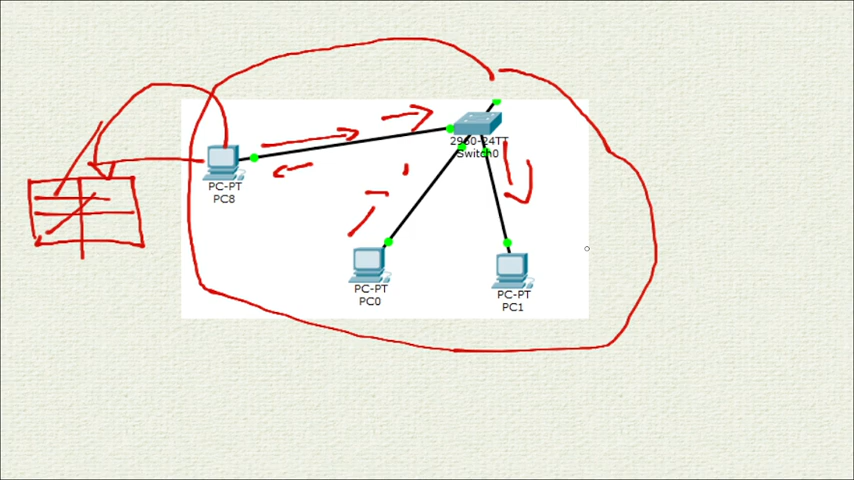 2960-24TT
Switch0
PC-PT
PC8
PC-PT
PC0
PC-PT
PC1